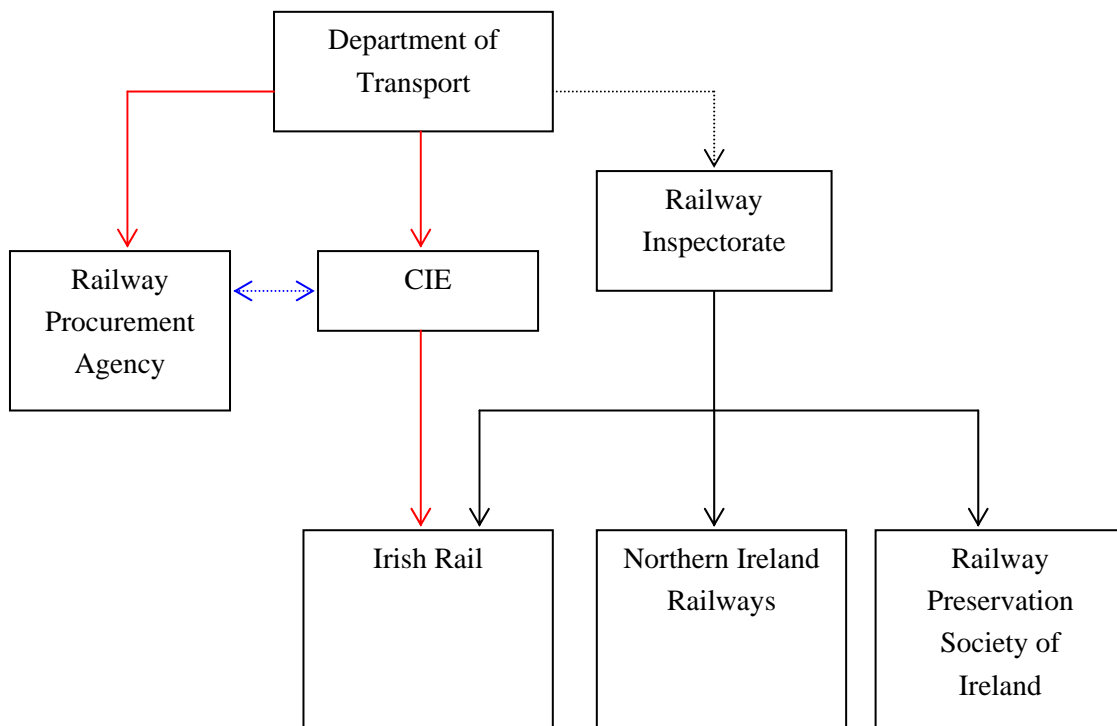 Department of
Transport
Railway
Inspectorate
Railway
Procurement
Agency
CIE
Irish Rail
Northern Ireland
Railways
Railway
Preservation
Society of
Ireland